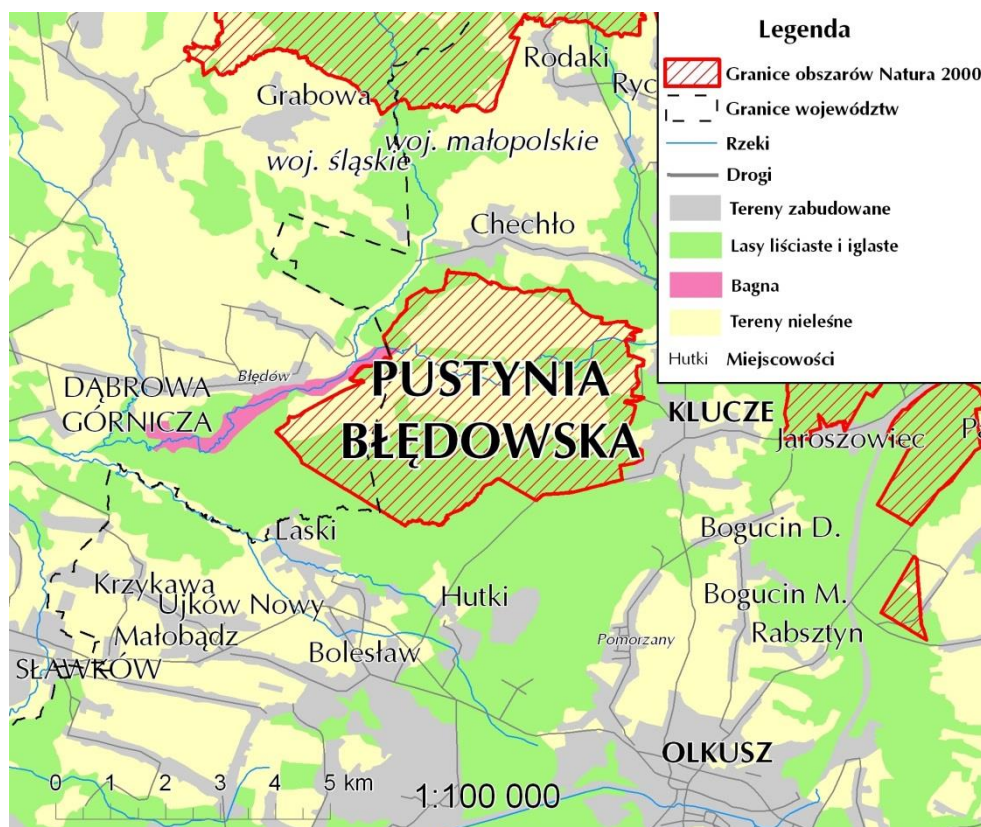 Legenda
Granice obszarów Natura 2000
Granice wojewódźtw
Rzeki
Drogi
Tereny zabudowane
Lasy liściaste i iglaste
Bagna
Tereny nieleśne
Hutki Miejscowości
Rodaki
Ryc
Grabowa
woj. małopolskie
woj. śląskie
Chechło
Błędów
DĄBROWA
GÓRNICZA
PUSTYNIA
BŁĘDOWSKA
KLUCZE
Jaroszowiec
Laski
Bogucin D.
Krzykawa
Hutki
Ujków Nowy
Bogucin M.
Małobądz
Rabsztyn
Pomorzany
Bolesław
SŁAWKÓW
OLKUSZ
0 1 2 3 4 5 km
1:100 000